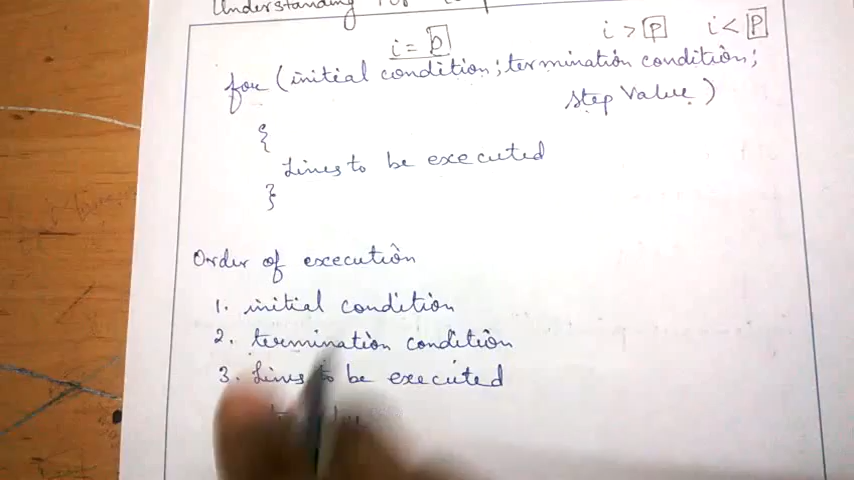 Understanding
i = p i > p i < p
for (initial condition; termination condition;
step Value)
{
Lines to be executed
}
Order of execution
1. initial condition
2. termination condition
3. Lines to be executed